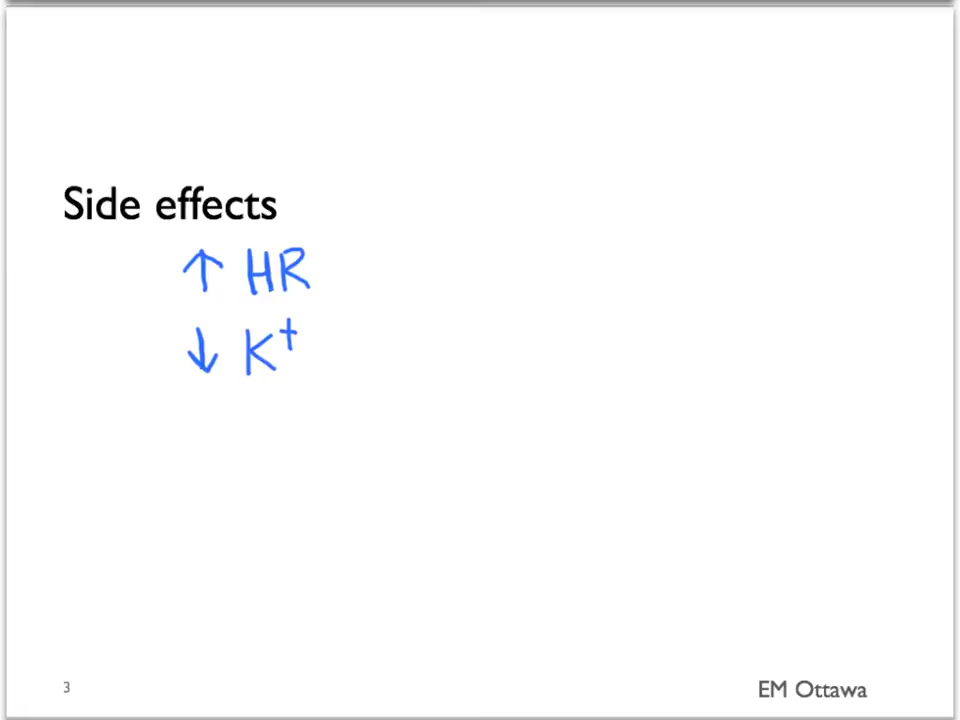 Side effects
↑ HR
↓ K⁺
3
EM Ottawa